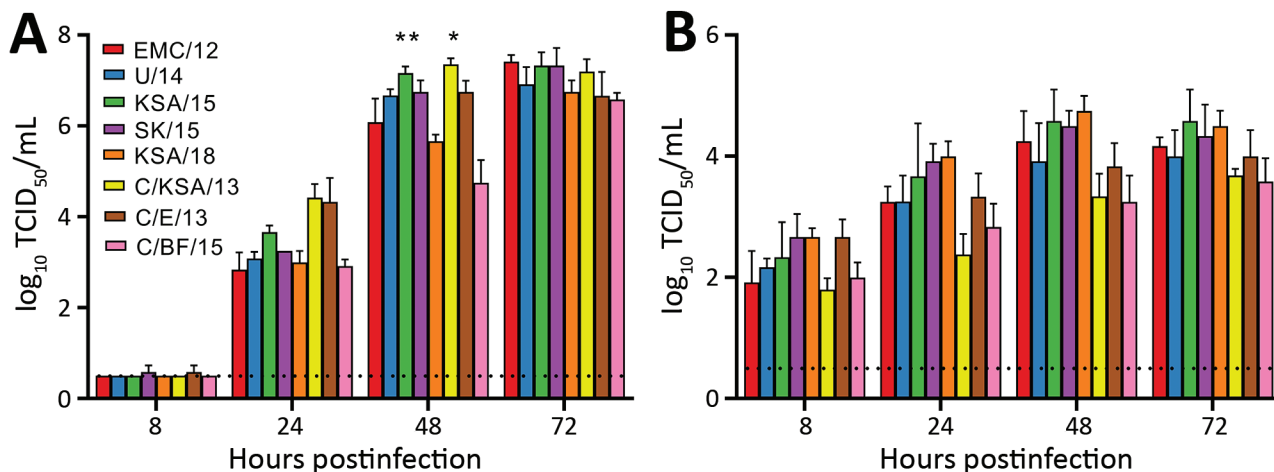 A
log10 TCID50/mL
8
6
4
2
0
EMC/12
U/14
KSA/15
SK/15
KSA/18
C/KSA/13
C/E/13
C/BF/15
** *
8 24 48 72
Hours postinfection
B
log10 TCID50/mL
6
4
2
0
8 24 48 72
Hours postinfection